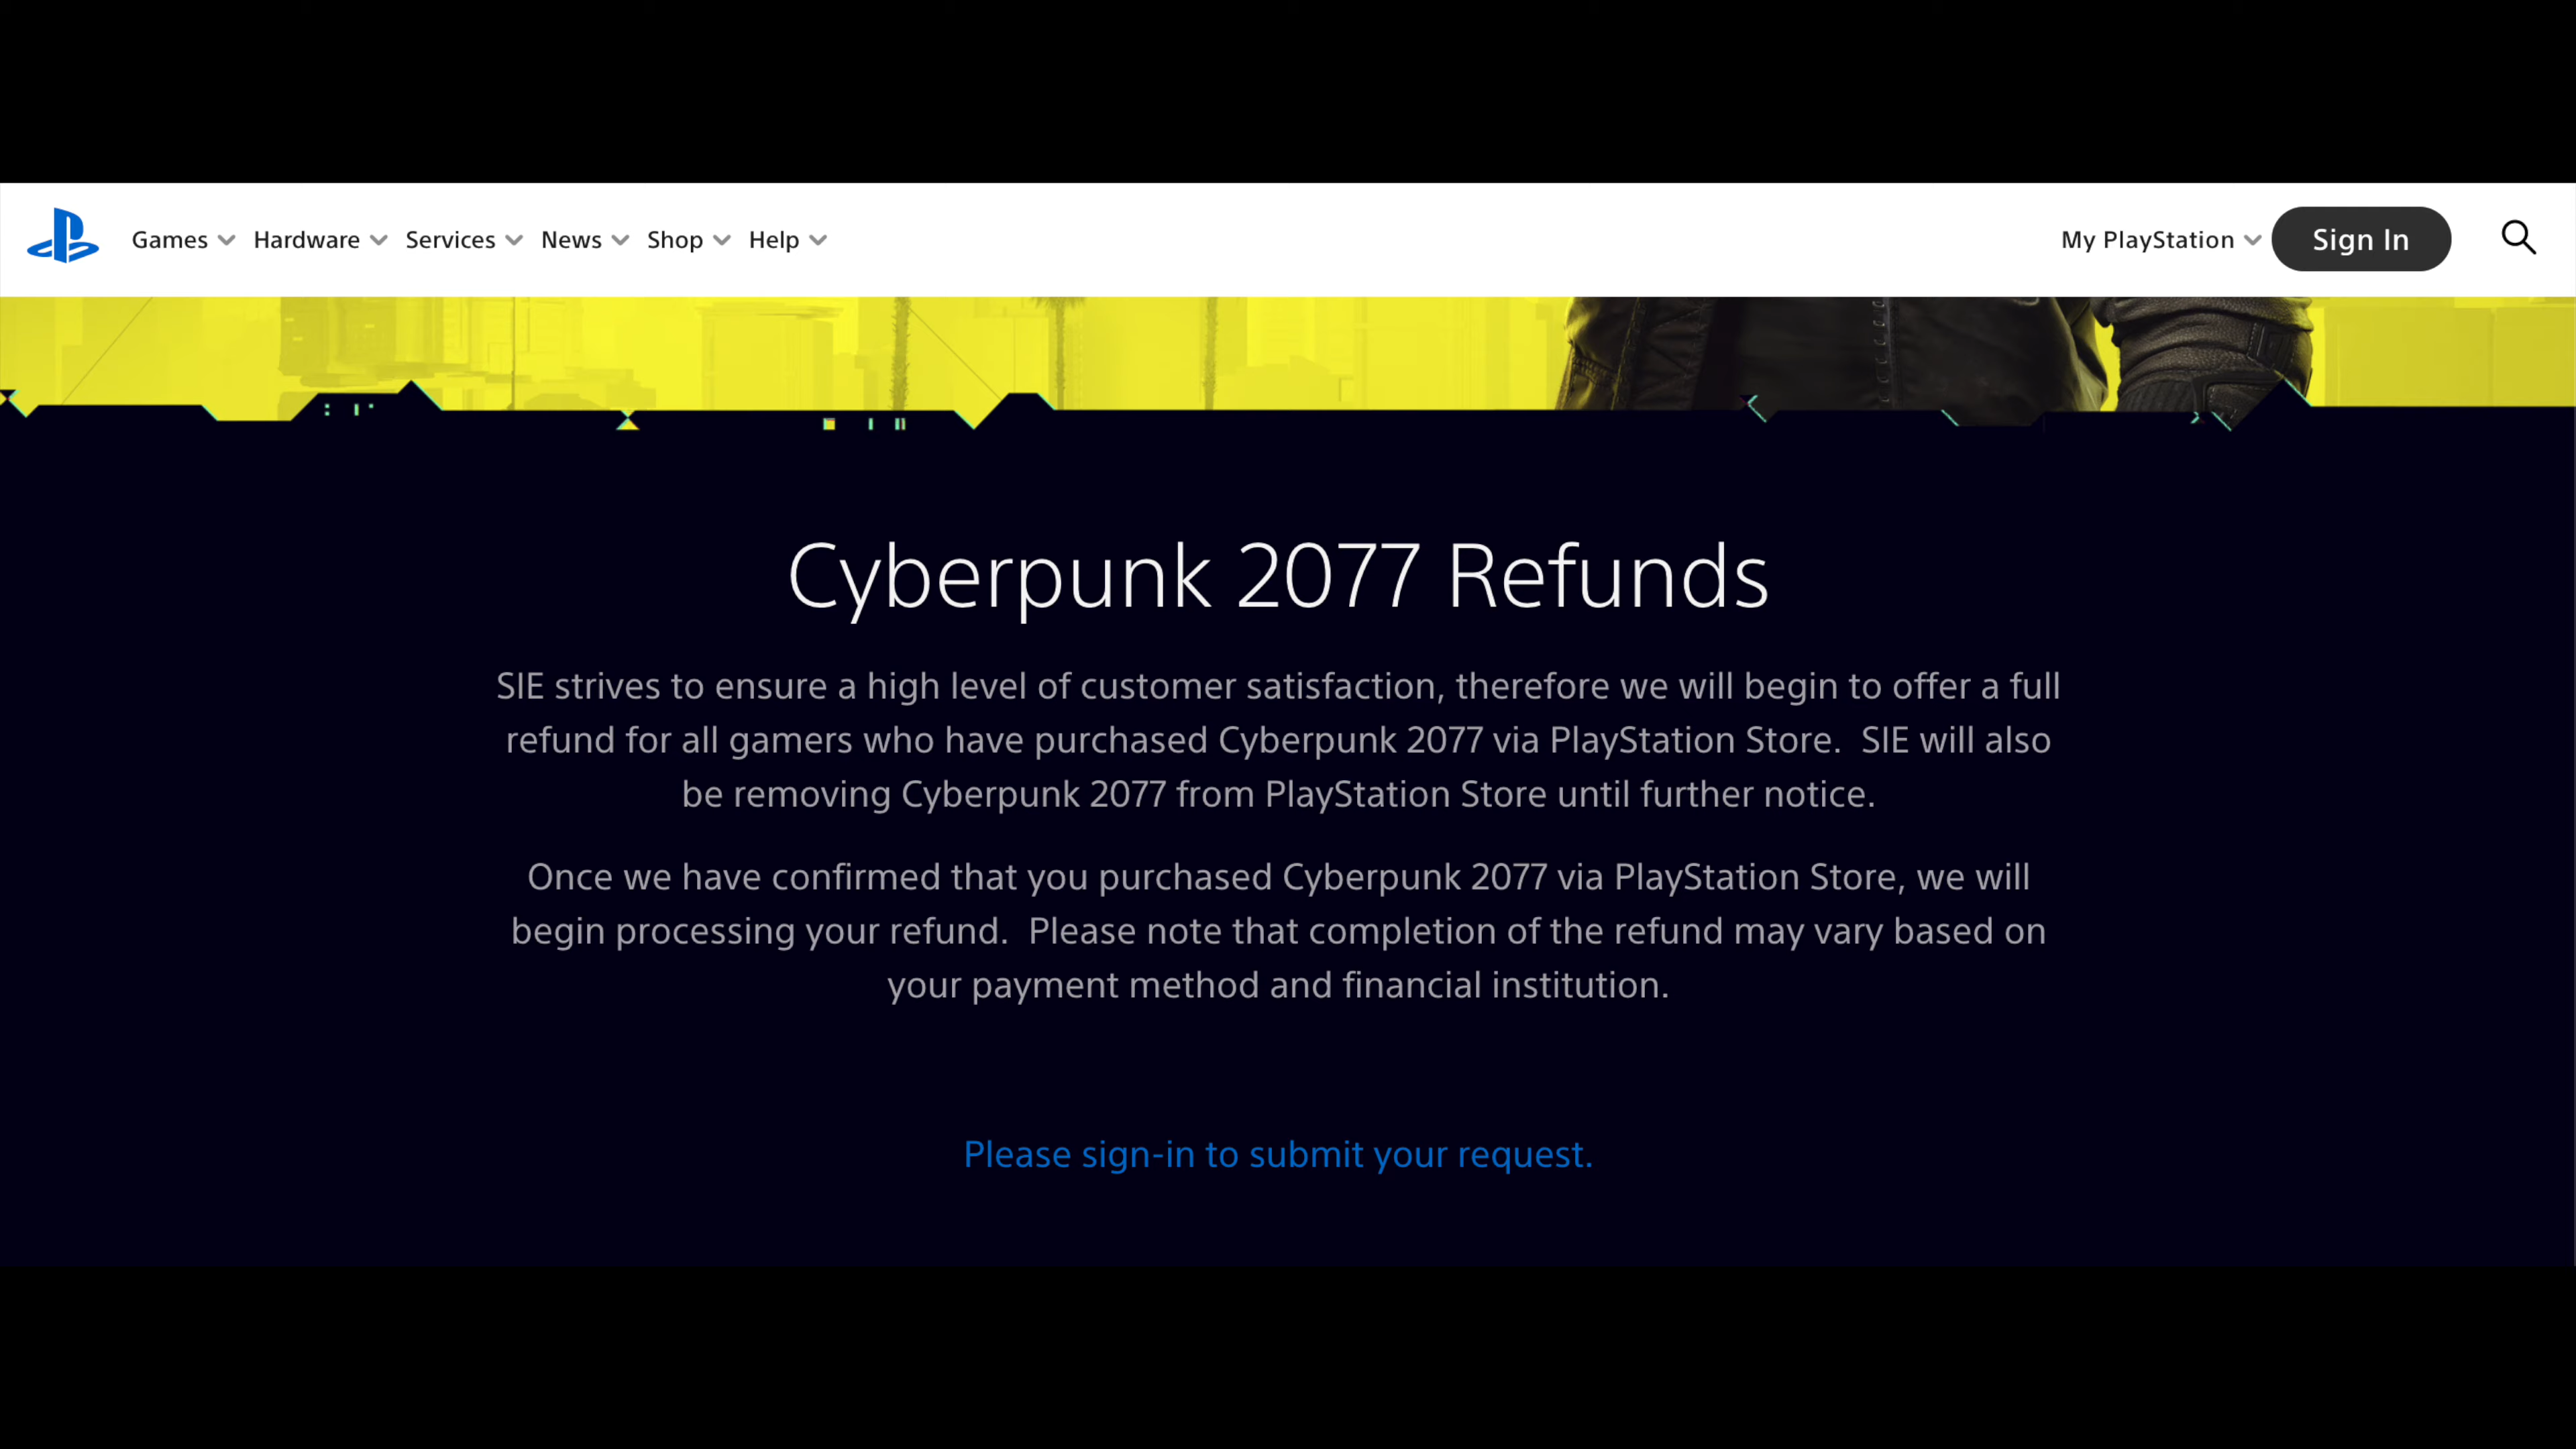 Games Hardware Services News Shop Help My PlayStation Sign In
Cyberpunk 2077 Refunds
SIE strives to ensure a high level of customer satisfaction, therefore we will begin to offer a full
refund for all gamers who have purchased Cyberpunk 2077 via PlayStation Store.  SIE will also
be removing Cyberpunk 2077 from PlayStation Store until further notice.
Once we have confirmed that you purchased Cyberpunk 2077 via PlayStation Store, we will
begin processing your refund.  Please note that completion of the refund may vary based on
your payment method and financial institution.
Please sign-in to submit your request.